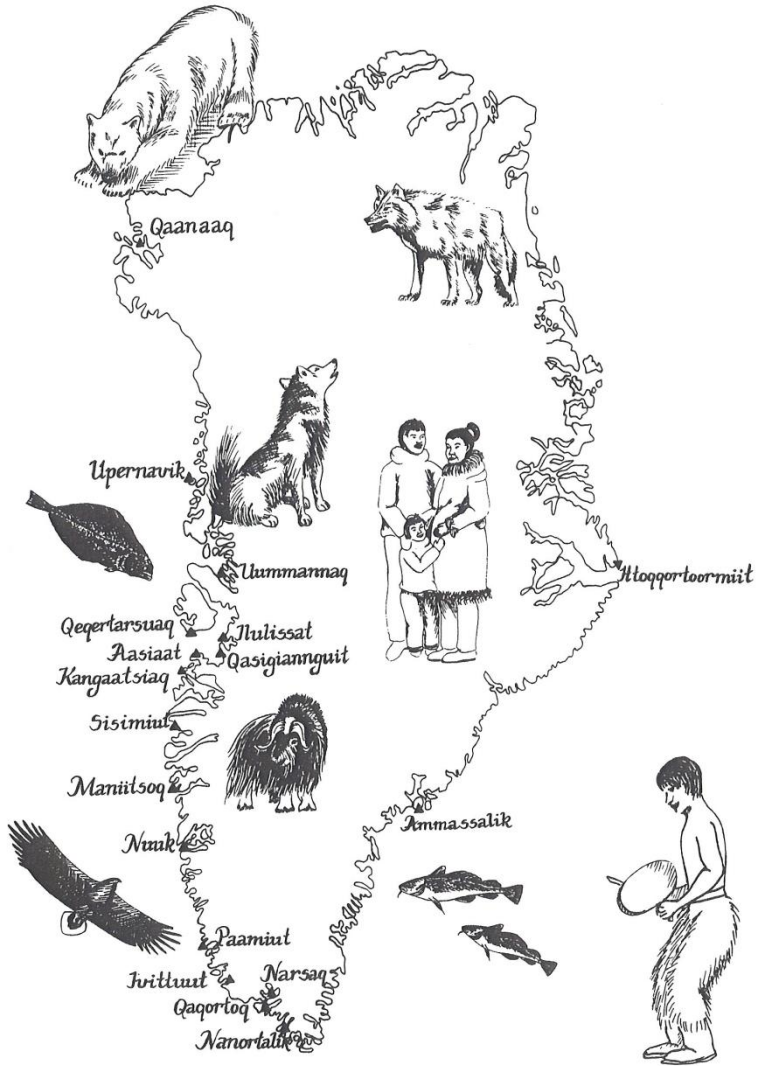 Qaanaaq
Upernavik
Uummannaq
Ittoqqortoormiit
Qeqertarsuaq
Ilulissat
Aasiaat
Qasigiannguit
Kangaatsiaq
Sisimiut
Maniitsoq
Ammassalik
Nuuk
Paamiut
Ivittuut
Narsaq
Qaqortoq
Nanortalik